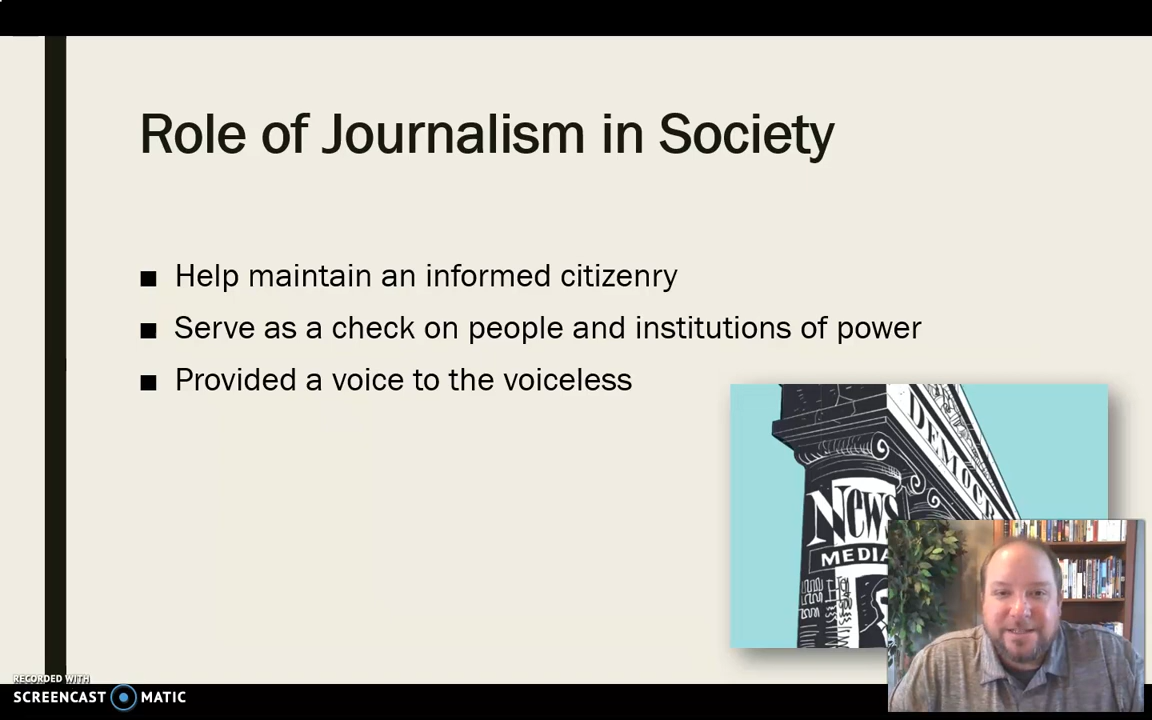 Role of Journalism in Society
■ Help maintain an informed citizenry
■ Serve as a check on people and institutions of power
■ Provided a voice to the voiceless
DEMOCR
News
MEDIA
RECORDED WITH
SCREENCAST MATIC